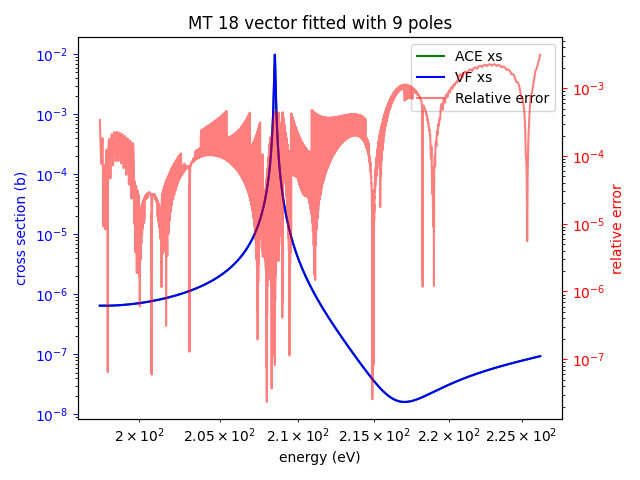 MT 18 vector fitted with 9 poles
ACE xs
VF xs
Relative error
cross section (b)
10⁻²
10⁻³
10⁻⁴
10⁻⁵
10⁻⁶
10⁻⁷
10⁻⁸
10⁻³
10⁻⁴
10⁻⁵
10⁻⁶
10⁻⁷
relative error
2 × 10² 2.05 × 10² 2.1 × 10² 2.15 × 10² 2.2 × 10² 2.25 × 10²
energy (eV)